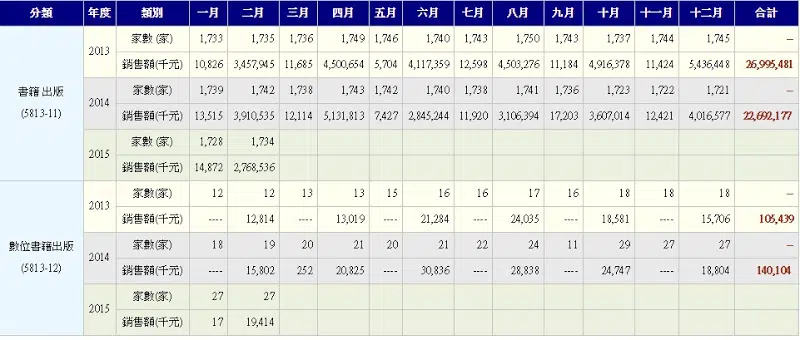 分類 年度 類別 一月 二月 三月 四月 五月 六月 七月 八月 九月 十月 十一月 十二月 合計
書籍 出版 (5813-11) 2013 家數(家) 1,733 1,735 1,736 1,749 1,746 1,740 1,743 1,750 1,743 1,737 1,744 1,745 --
銷售額(千元) 10,826 3,457,945 11,685 4,500,654 5,704 4,117,359 12,598 4,503,276 11,184 4,916,378 11,424 5,436,448 26,995,481
2014 家數(家) 1,739 1,742 1,738 1,743 1,742 1,740 1,738 1,741 1,736 1,723 1,722 1,721 --
銷售額(千元) 13,515 3,910,535 12,114 5,131,813 7,427 2,845,244 11,920 3,106,394 17,203 3,607,014 12,421 4,016,577 22,692,177
2015 家數(家) 1,728 1,734
銷售額(千元) 14,872 2,768,536
數位書籍出版 (5813-12) 2013 家數(家) 12 12 13 13 15 16 16 17 16 18 18 18 --
銷售額(千元) ---- 12,814 ---- 13,019 ---- 21,284 ---- 24,035 ---- 18,581 ---- 15,706 105,439
2014 家數(家) 18 19 20 21 20 21 22 24 11 29 27 27 --
銷售額(千元) ---- 15,802 252 20,825 ---- 30,836 ---- 28,838 ---- 24,747 ---- 18,804 140,104
2015 家數(家) 27 27
銷售額(千元) 17 19,414